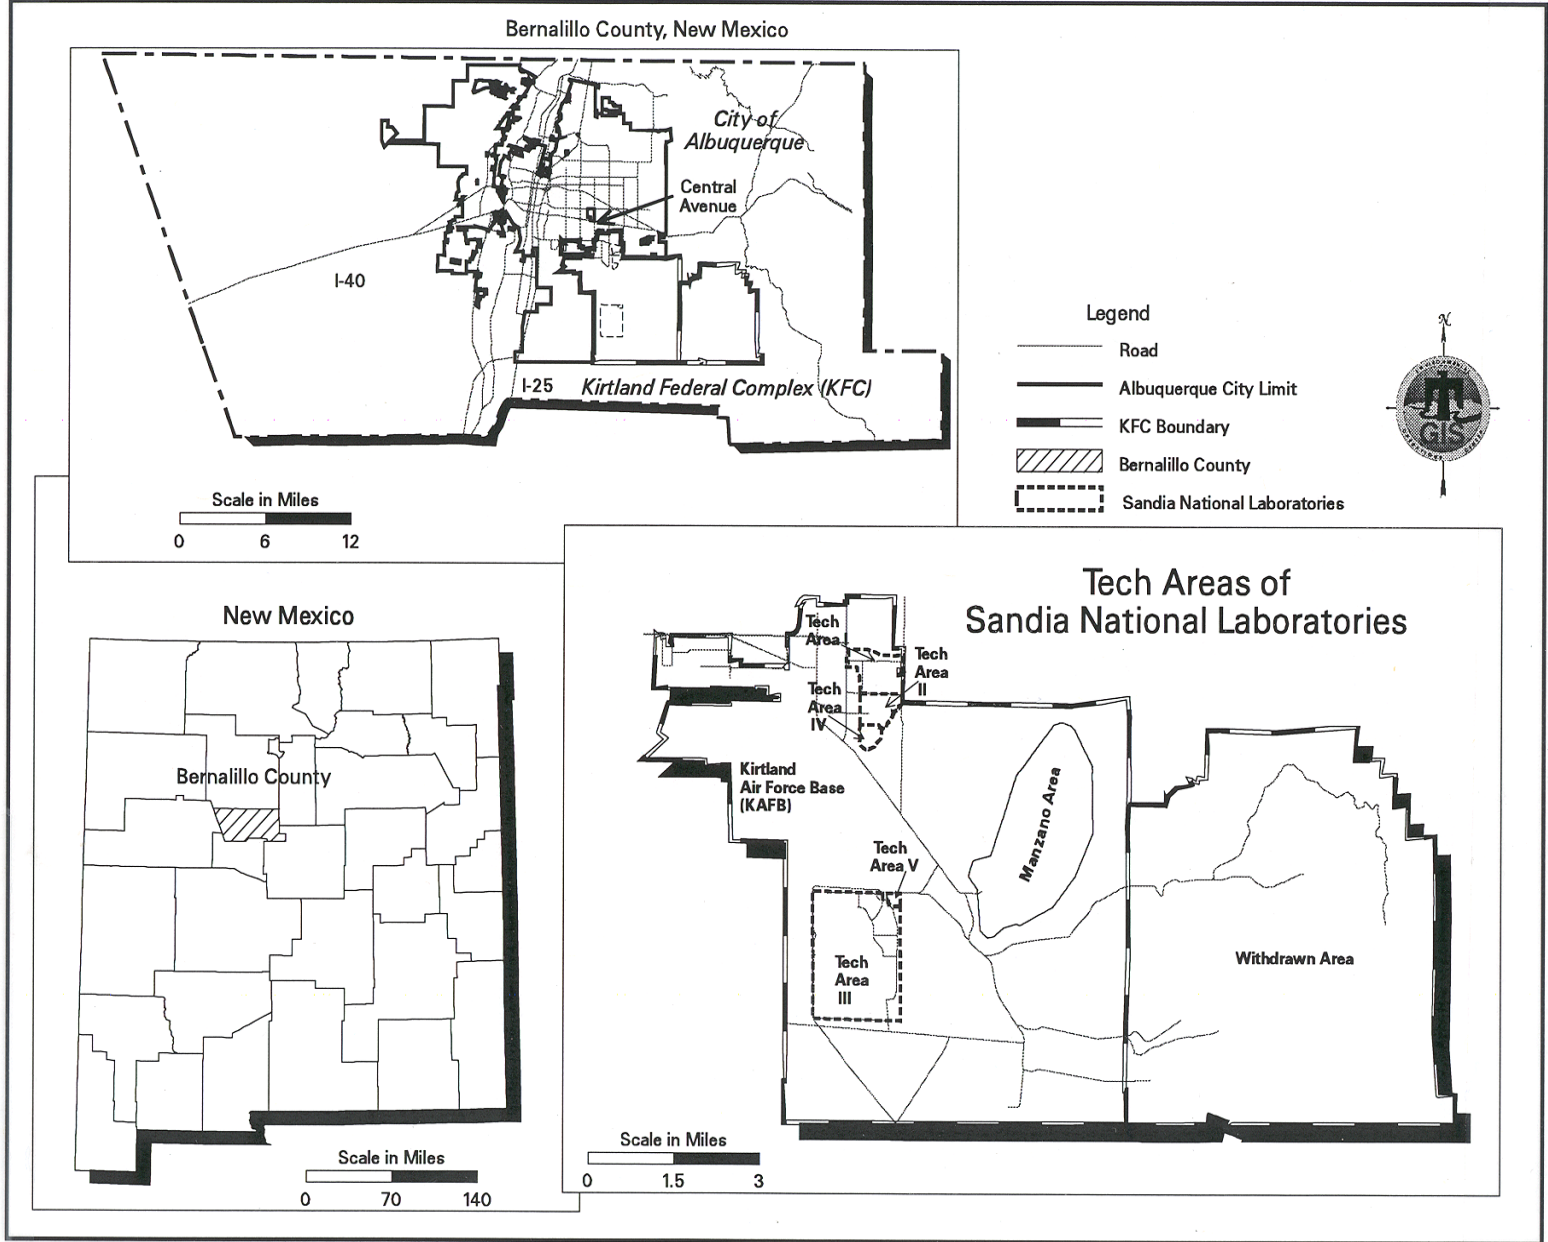 Bernalillo County, New Mexico
City of
Albuquerque
Central
Avenue
I-40
I-25
Kirtland Federal Complex (KFC)
Scale in Miles
0 6 12
Legend
Road
Albuquerque City Limit
KFC Boundary
Bernalillo County
Sandia National Laboratories
N
GIS
New Mexico
Bernalillo County
Scale in Miles
0 70 140
Tech Areas of
Sandia National Laboratories
Tech
Area
Tech
Area
II
Tech
Area
IV
Kirtland
Air Force Base
(KAFB)
Manzano Area
Tech
Area V
Tech
Area
III
Withdrawn Area
Scale in Miles
0 1.5 3